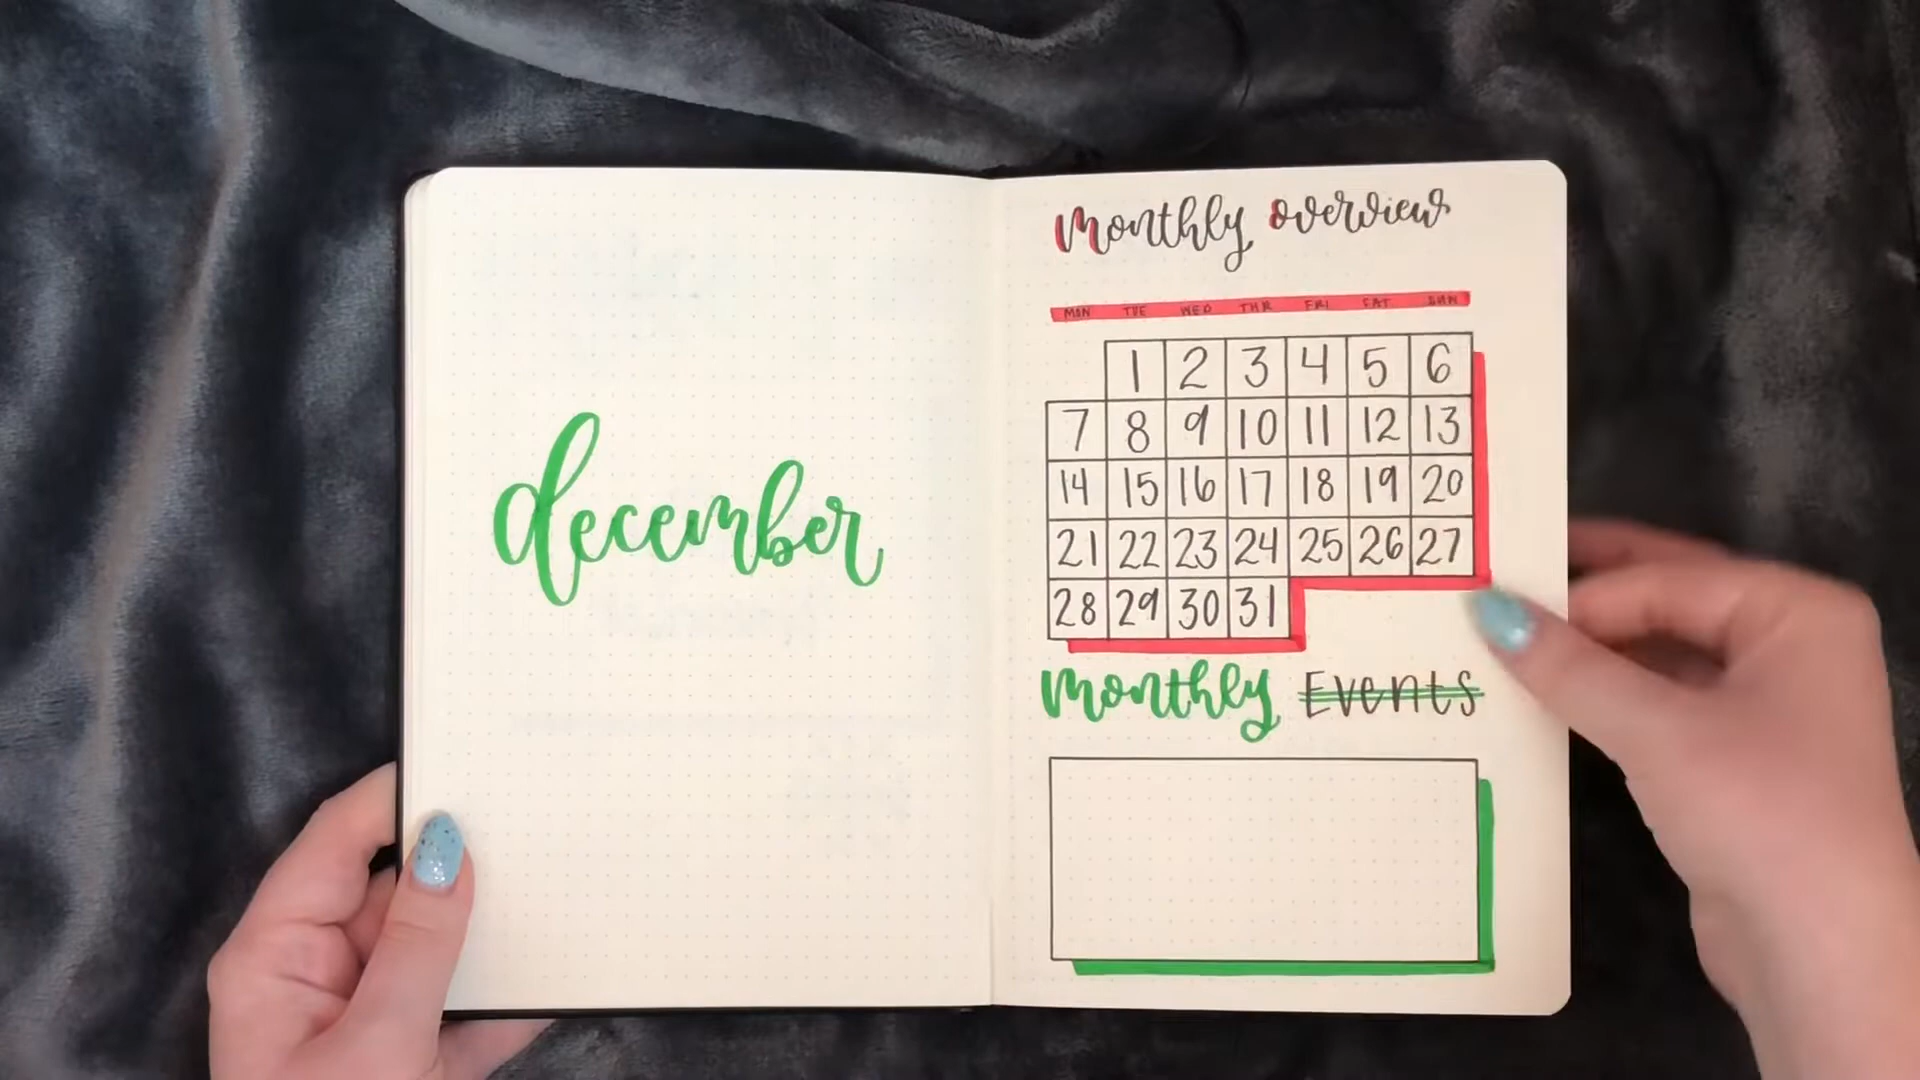 december
monthly overview
MON TUE WED THR FRI SAT SUN
1 2 3 4 5 6
7 8 9 10 11 12 13
14 15 16 17 18 19 20
21 22 23 24 25 26 27
28 29 30 31
monthly Events